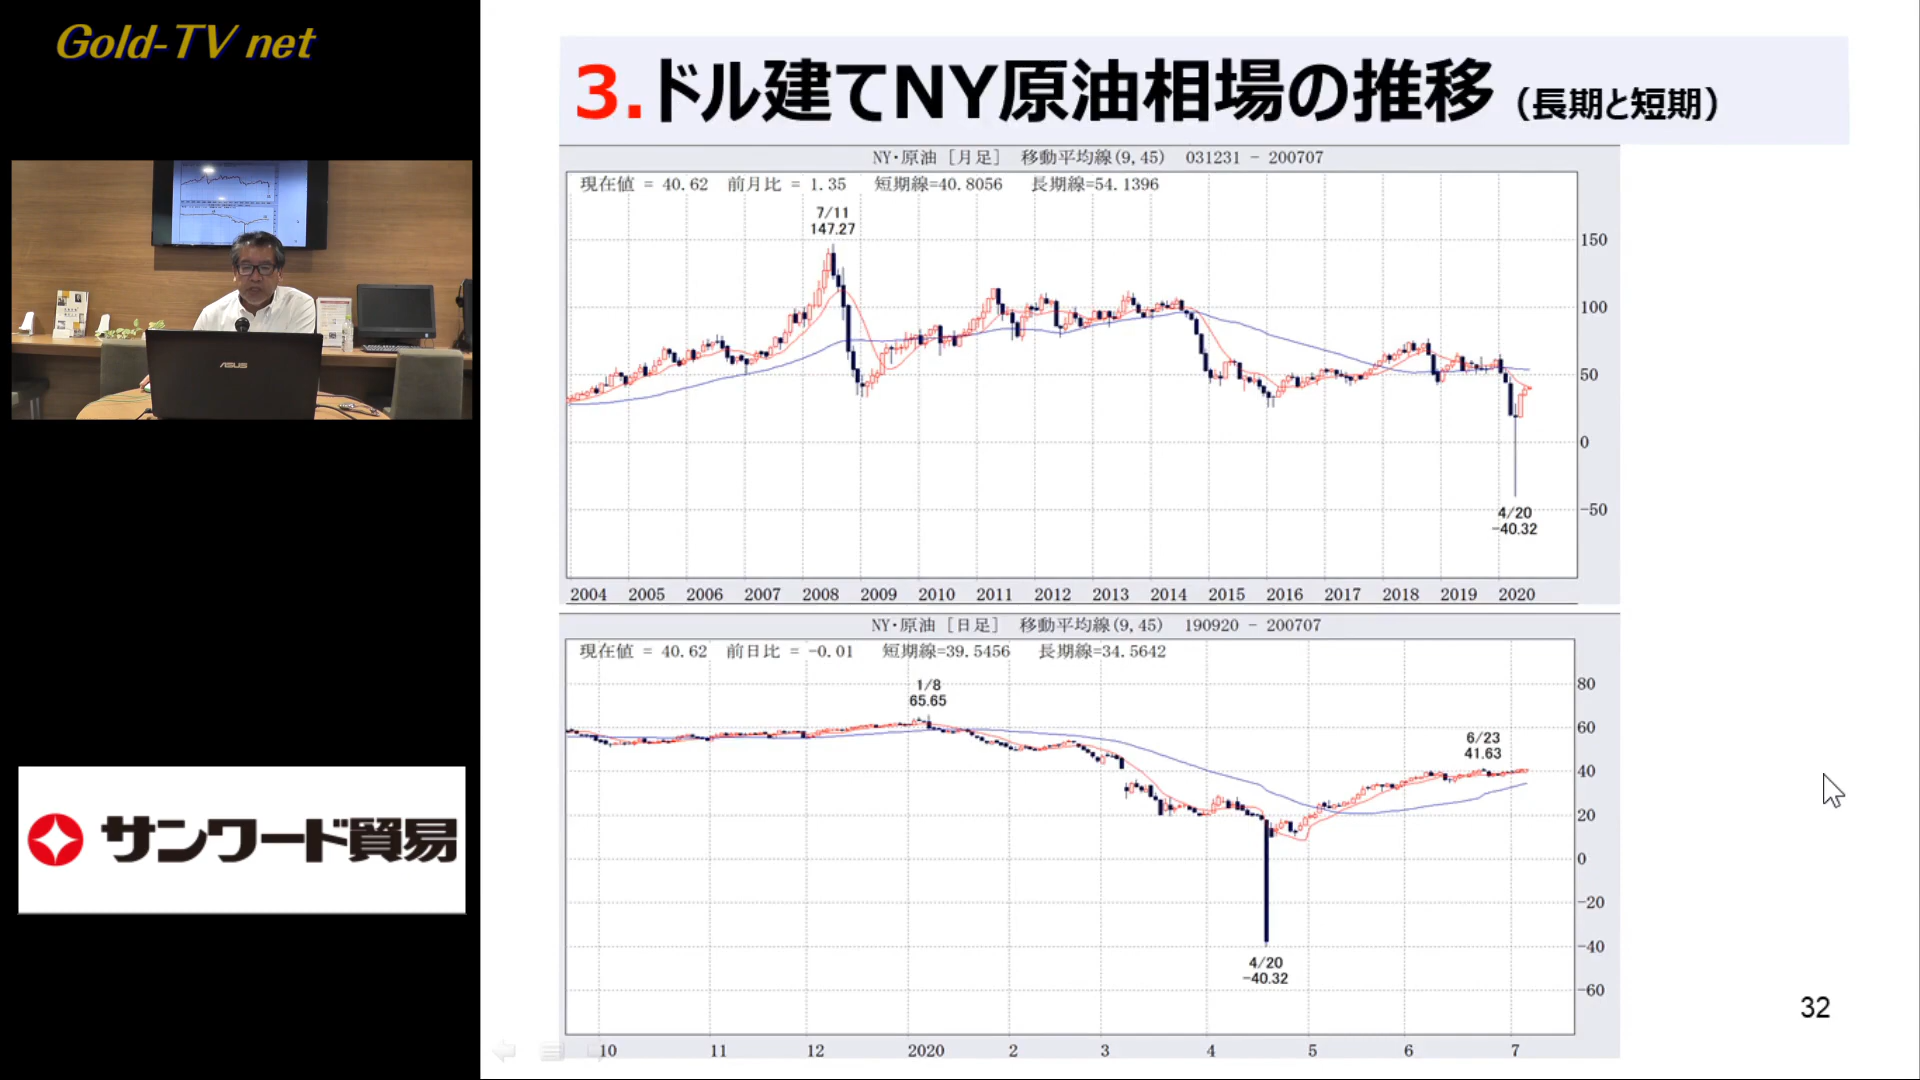 Gold-TV net
ASUS
サンワード貿易
3.ドル建てNY原油相場の推移 (長期と短期)
NY・原油 [月足] 移動平均線(9,45) 031231 - 200707
現在値 = 40.62 前月比 = 1.35 短期線=40.8056 長期線=54.1396
7/11
147.27
150
100
50
0
-50
4/20
-40.32
2004 2005 2006 2007 2008 2009 2010 2011 2012 2013 2014 2015 2016 2017 2018 2019 2020
NY・原油 [日足] 移動平均線(9,45) 190920 - 200707
現在値 = 40.62 前日比 = -0.01 短期線=39.5456 長期線=34.5642
1/8
65.65
6/23
41.63
80
60
40
20
0
-20
-40
-60
4/20
-40.32
10 11 12 2020 2 3 4 5 6 7
32